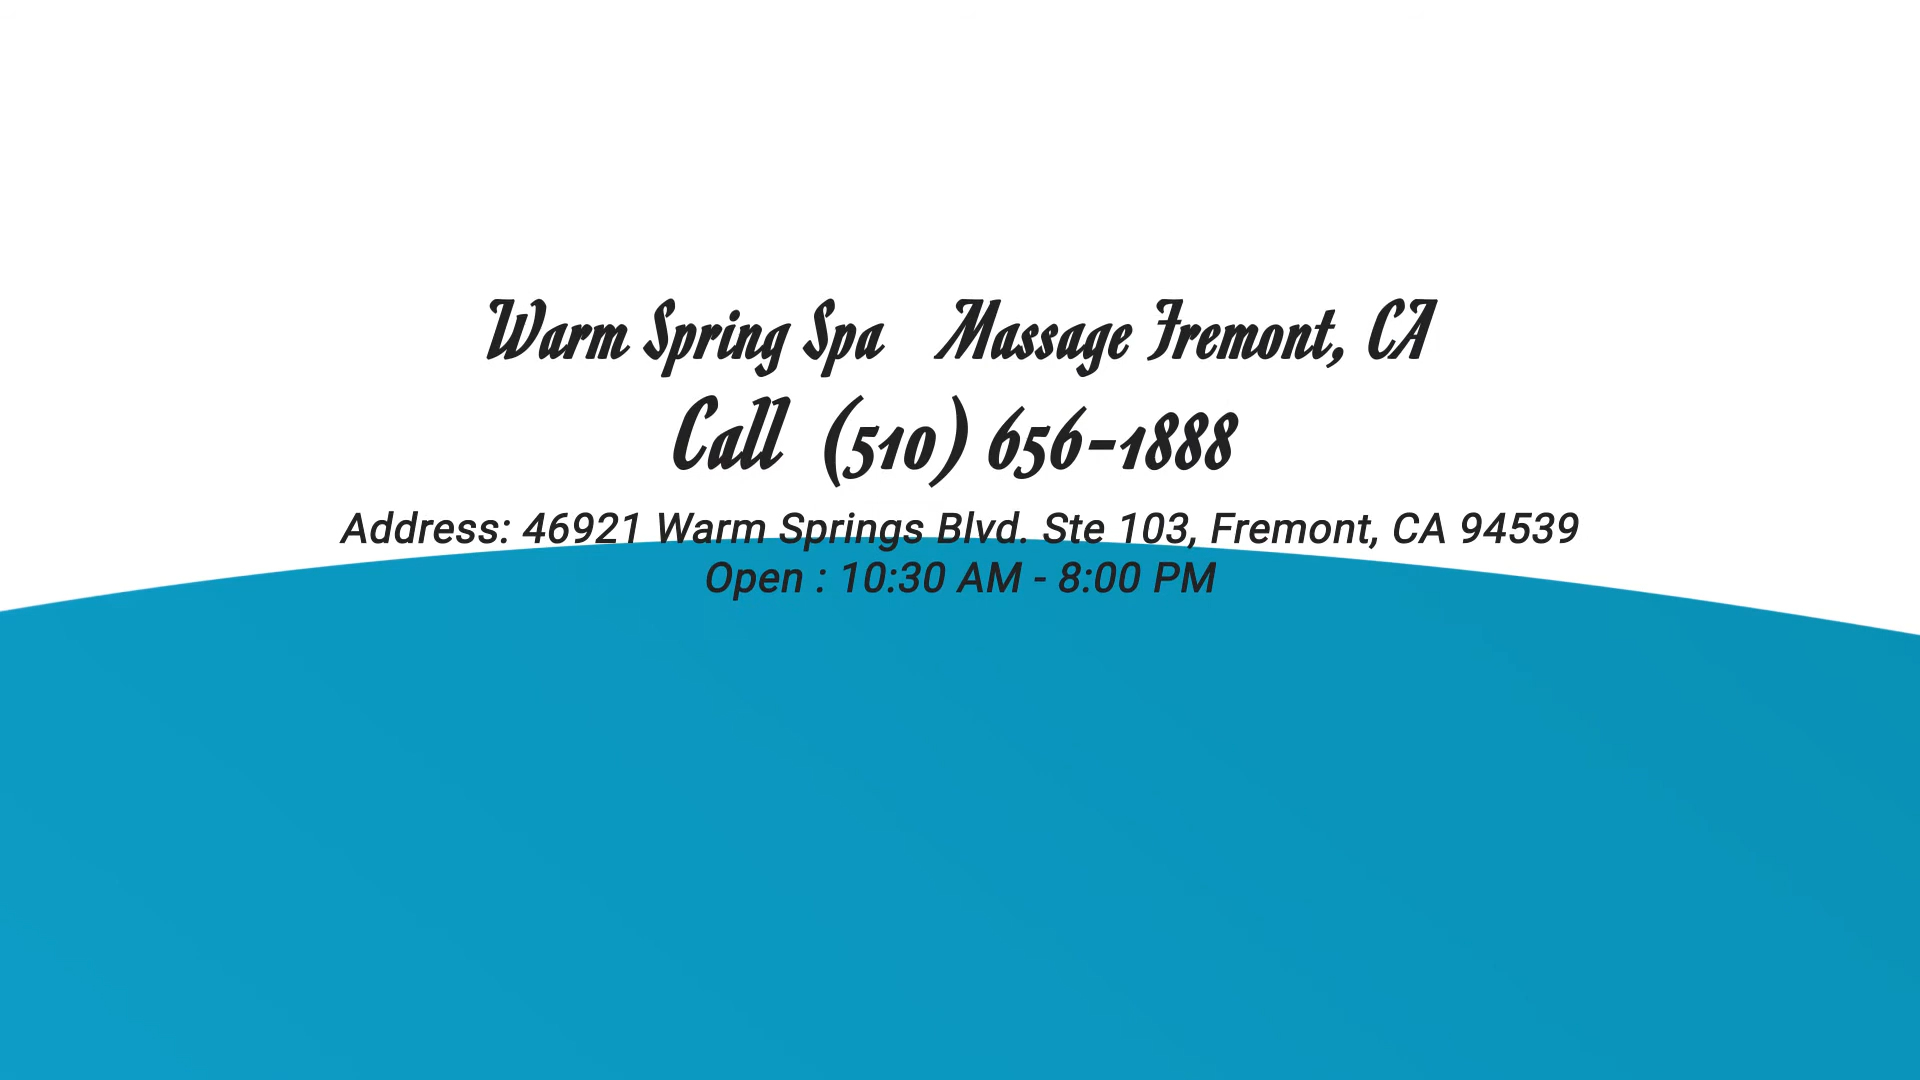 Warm Spring Spa Massage Fremont, CA
Call (510) 656-1888
Address: 46921 Warm Springs Blvd. Ste 103, Fremont, CA 94539
Open : 10:30 AM - 8:00 PM